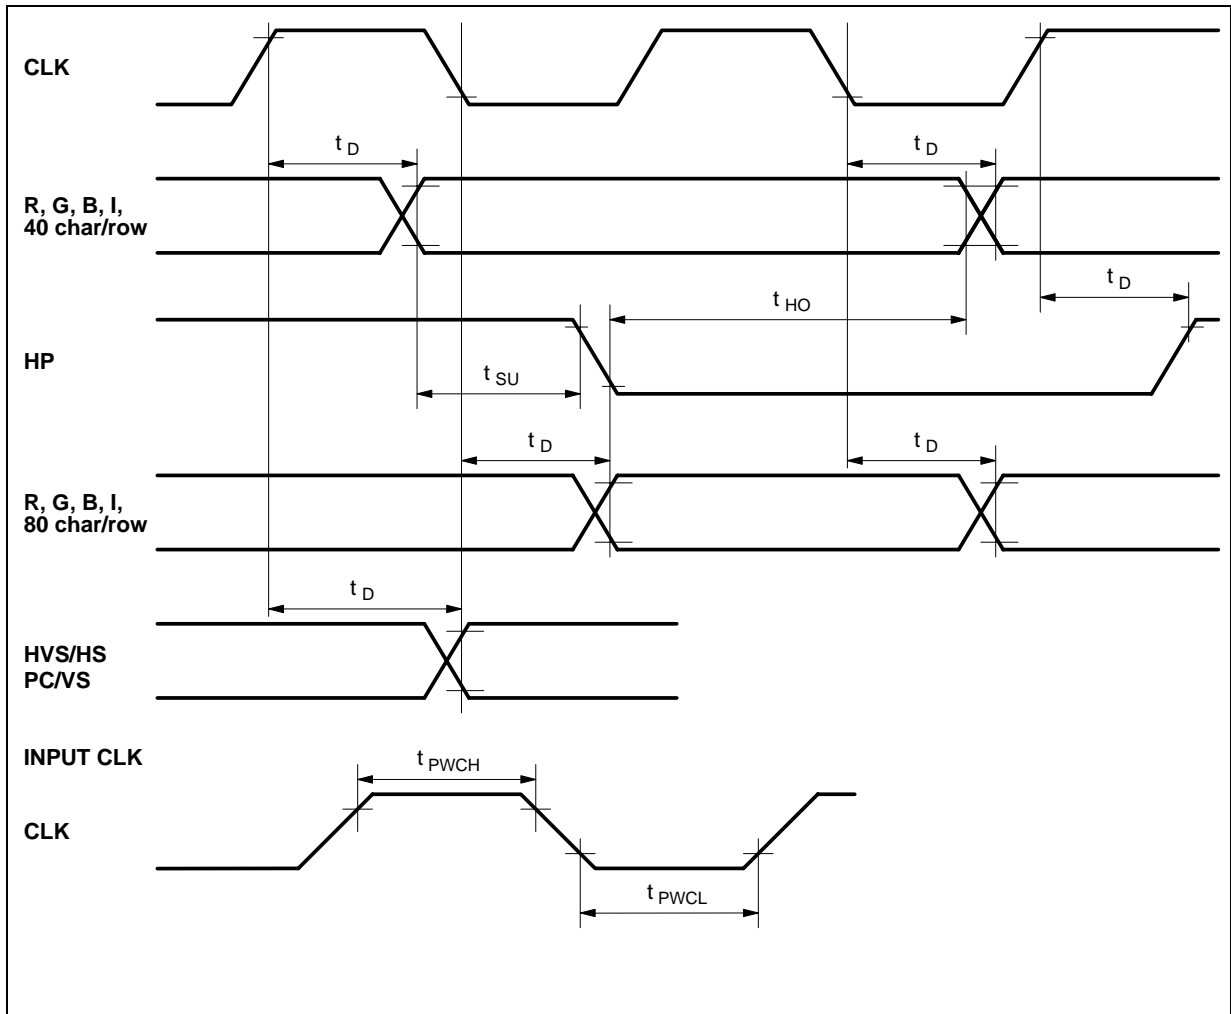 CLK
t D
t D
R, G, B, I,
40 char/row
t D
t HO
HP
t SU
t D
t D
R, G, B, I,
80 char/row
t D
HVS/HS
PC/VS
INPUT CLK
t PWCH
CLK
t PWCL